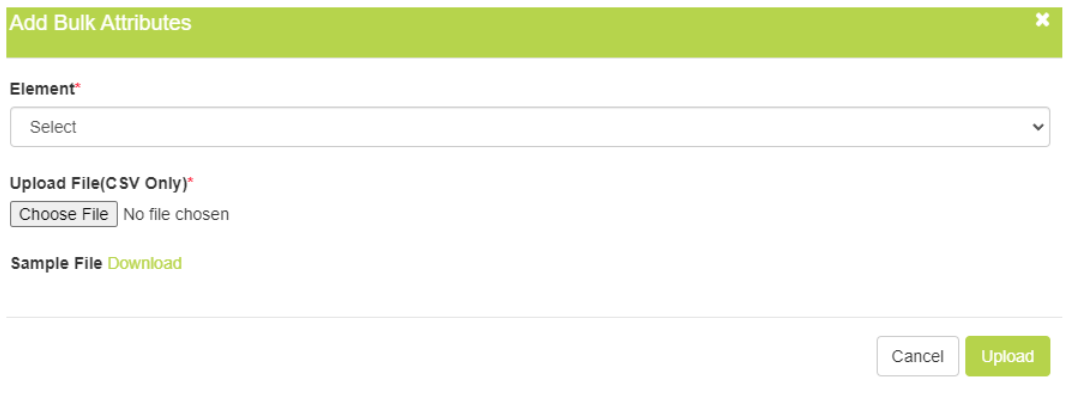 Add Bulk Attributes
Element*
Select
Upload File(CSV Only)*
Choose File No file chosen
Sample File Download
Cancel Upload